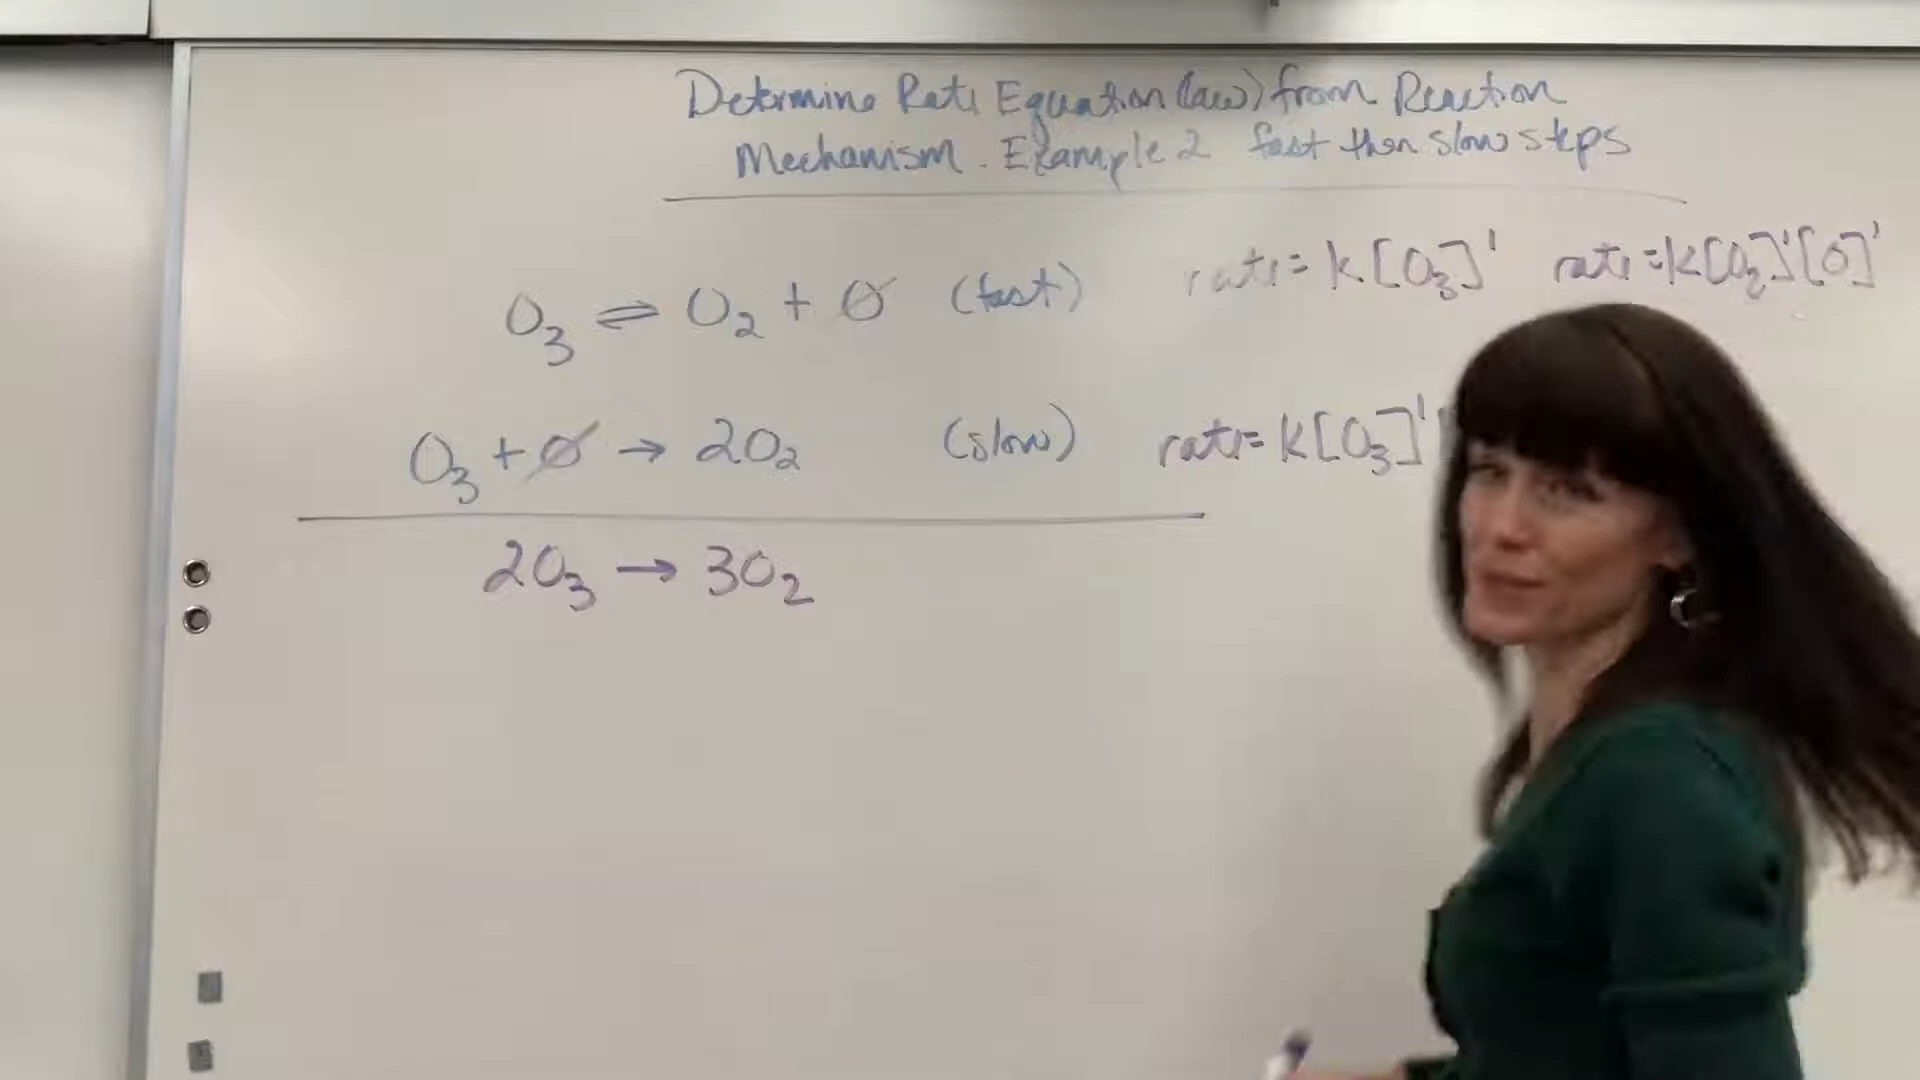 Determine Rate Equation (law) from Reaction
Mechanism. Example 2 fast then slow steps
O₃ ⇌ O₂ + O (fast) rate = k[O₃]¹ rate = k[O₂]¹[O]¹
O₃ + O → 2O₂ (slow) rate = k[O₃]¹[
2O₃ → 3O₂